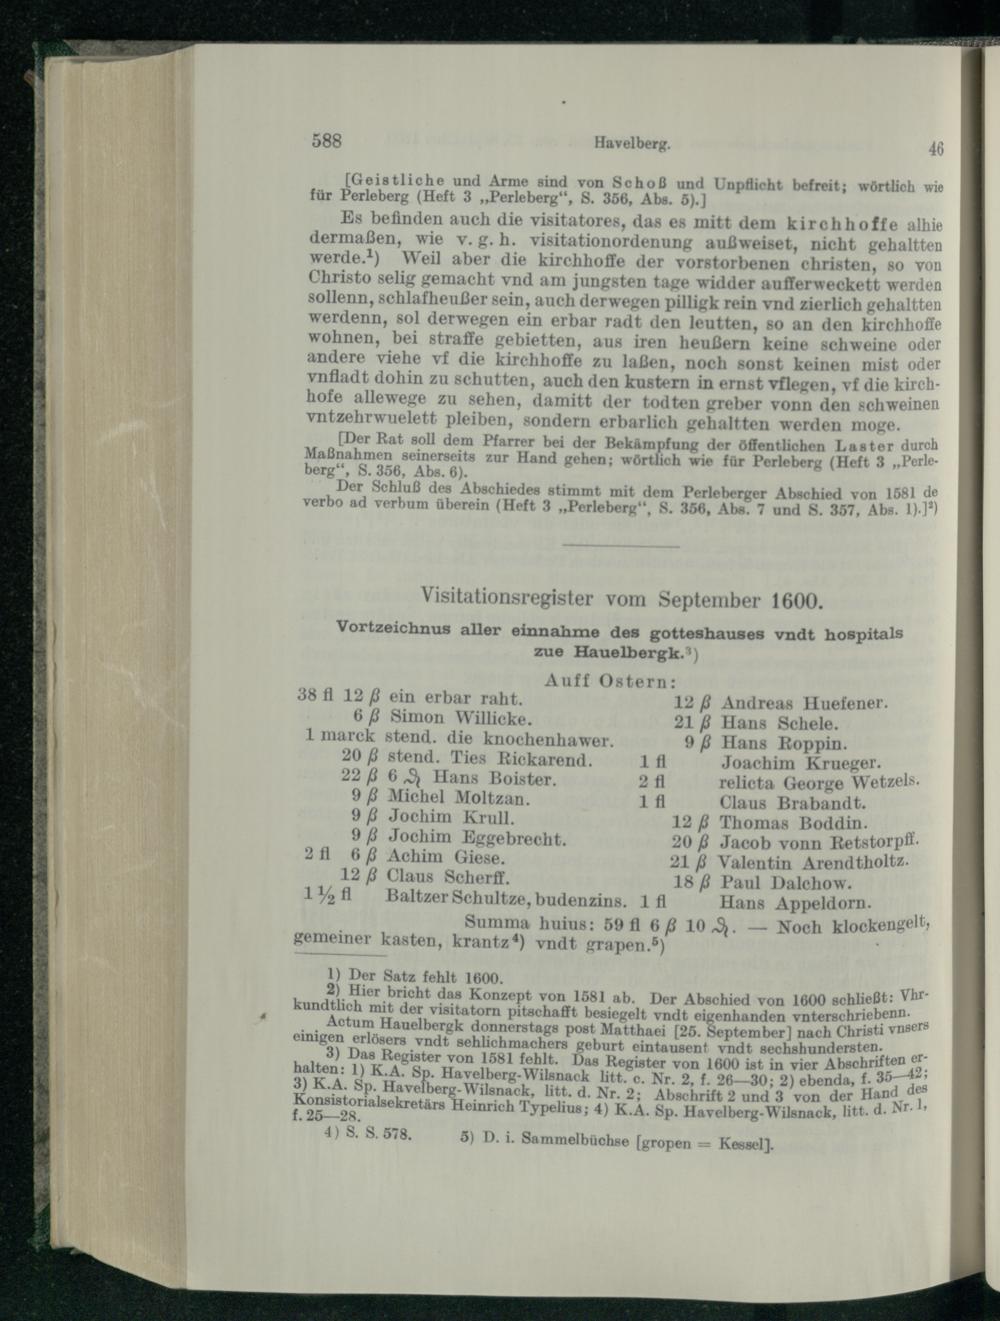 588 Havelberg. 46
[Geistliche und Arme sind von Schoß und Unpflicht befreit; wörtlich wie
für Perleberg (Heft 3 „Perleberg“, S. 356, Abs. 5).]
Es befinden auch die visitatores, das es mitt dem kirchhoffe alhie
dermaßen, wie v. g. h. visitationordenung außweiset, nicht gehaltten
werde.¹) Weil aber die kirchhoffe der vorstorbenen christen, so von
Christo selig gemacht vnd am jungsten tage widder aufferweckett werden
sollenn, schlafheußer sein, auch derwegen pilligk rein vnd zierlich gehaltten
werdenn, sol derwegen ein erbar radt den leutten, so an den kirchhoffe
wohnen, bei straffe gebietten, aus iren heußern keine schweine oder
andere viehe vf die kirchhoffe zu laßen, noch sonst keinen mist oder
vnfladt dohin zu schutten, auch den kustern in ernst vflegen, vf die kirch-
hofe allewege zu sehen, damitt der todten greber vonn den schweinen
vntzehrwuelett pleiben, sondern erbarlich gehaltten werden moge.
[Der Rat soll dem Pfarrer bei der Bekämpfung der öffentlichen Laster durch
Maßnahmen seinerseits zur Hand gehen; wörtlich wie für Perleberg (Heft 3 „Perle-
berg“, S. 356, Abs. 6).
Der Schluß des Abschiedes stimmt mit dem Perleberger Abschied von 1581 de
verbo ad verbum überein (Heft 3 „Perleberg“, S. 356, Abs. 7 und S. 357, Abs. 1).]²)
Visitationsregister vom September 1600.
Vortzeichnus aller einnahme des gotteshauses vndt hospitals
zue Hauelbergk.³)
Auff Ostern:
38 fl 12 β ein erbar raht.
6 β Simon Willicke.
1 marck stend. die knochenhawer.
20 β stend. Ties Rickarend.
22 β 6 ₰ Hans Boister.
9 β Michel Moltzan.
9 β Jochim Krull.
9 β Jochim Eggebrecht.
2 fl 6 β Achim Giese.
12 β Claus Scherff.
1 ½ fl Baltzer Schultze, budenzins.
12 β Andreas Huefener.
21 β Hans Schele.
9 β Hans Roppin.
1 fl Joachim Krueger.
2 fl relicta George Wetzels.
1 fl Claus Brabandt.
12 β Thomas Boddin.
20 β Jacob vonn Retstorpff.
21 β Valentin Arendtholtz.
18 β Paul Dalchow.
1 fl Hans Appeldorn.
Summa huius: 59 fl 6 β 10 ₰. — Noch klockengelt,
gemeiner kasten, krantz⁴) vndt grapen.⁵)
1) Der Satz fehlt 1600.
2) Hier bricht das Konzept von 1581 ab. Der Abschied von 1600 schließt: Vhr-
kundtlich mit der visitatorn pitschafft besiegelt vndt eigenhanden vnterschriebenn.
Actum Hauelbergk donnerstags post Matthaei [25. September] nach Christi vnsers
einigen erlösers vndt sehlichmachers geburt eintausent vndt sechshundersten.
3) Das Register von 1581 fehlt. Das Register von 1600 ist in vier Abschriften er-
halten: 1) K.A. Sp. Havelberg-Wilsnack litt. c. Nr. 2, f. 26—30; 2) ebenda, f. 35—42;
3) K.A. Sp. Havelberg-Wilsnack, litt. d. Nr. 2; Abschrift 2 und 3 von der Hand des
Konsistorialsekretärs Heinrich Typelius; 4) K.A. Sp. Havelberg-Wilsnack, litt. d. Nr. 1,
f. 25—28.
4) S. S. 578. 5) D. i. Sammelbüchse [gropen = Kessel].